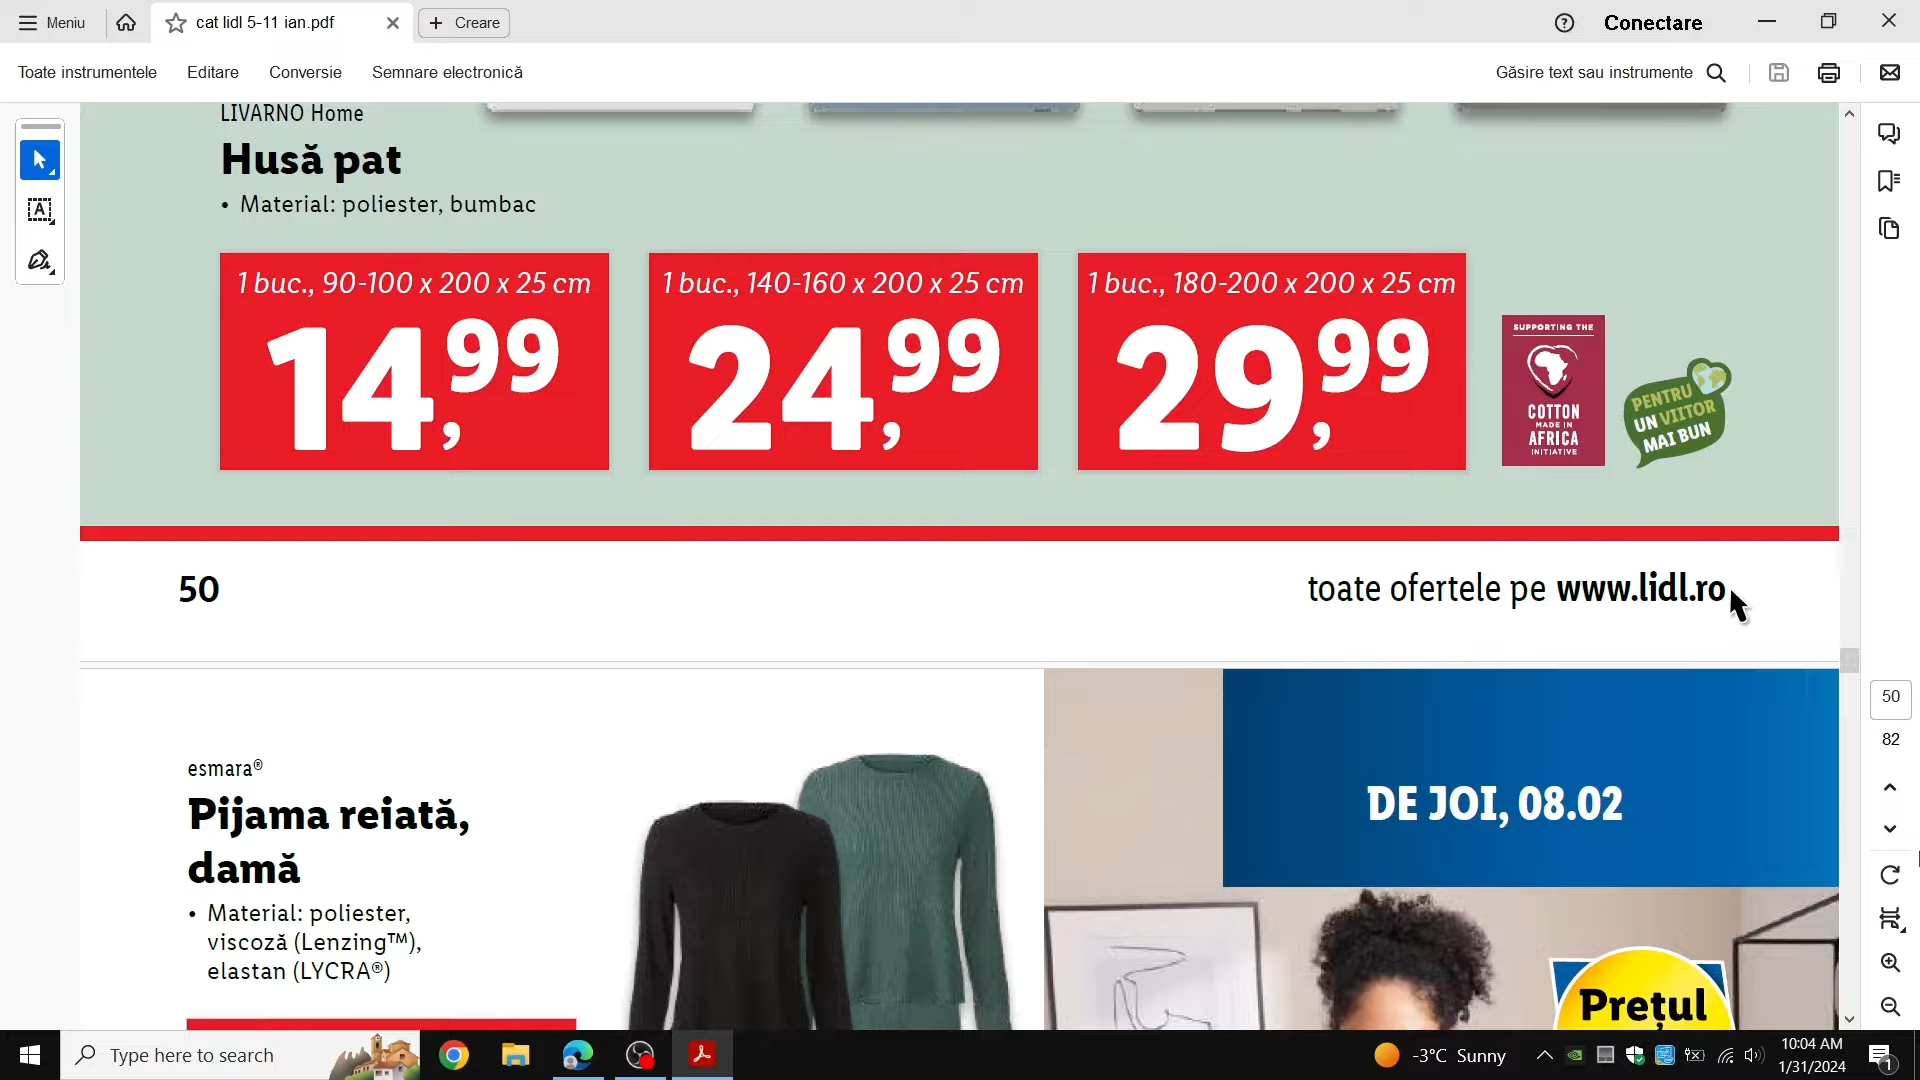 Meniu
cat lidl 5-11 ian.pdf
Creare
Conectare
Toate instrumentele
Editare
Conversie
Semnare electronică
Găsire text sau instrumente
LIVARNO Home
Husă pat
• Material: poliester, bumbac
1 buc., 90-100 x 200 x 25 cm
14,99
1 buc., 140-160 x 200 x 25 cm
24,99
1 buc., 180-200 x 200 x 25 cm
29,99
SUPPORTING THE
COTTON
MADE IN
AFRICA
INITIATIVE
PENTRU
UN VIITOR
MAI BUN
50
toate ofertele pe www.lidl.ro
50
82
esmara®
Pijama reiată,
damă
• Material: poliester,
viscoză (Lenzing™),
elastan (LYCRA®)
DE JOI, 08.02
Prețul
Type here to search
-3°C Sunny
10:04 AM
1/31/2024
1